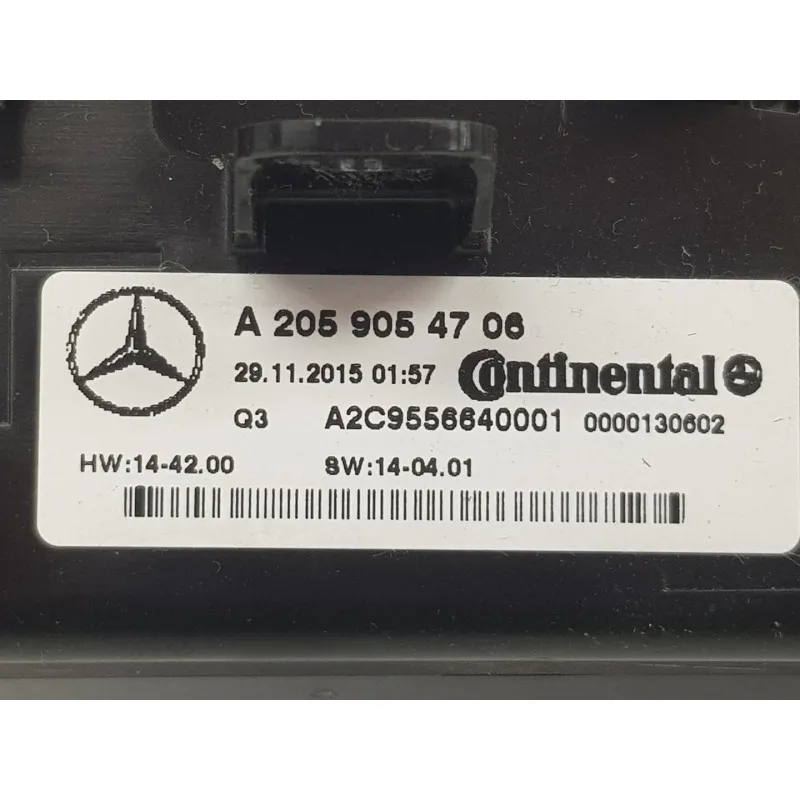 A 205 905 47 06
29.11.2015 01:57 Continental
Q3 A2C9556640001 0000130602
HW:14-42.00 SW:14-04.01